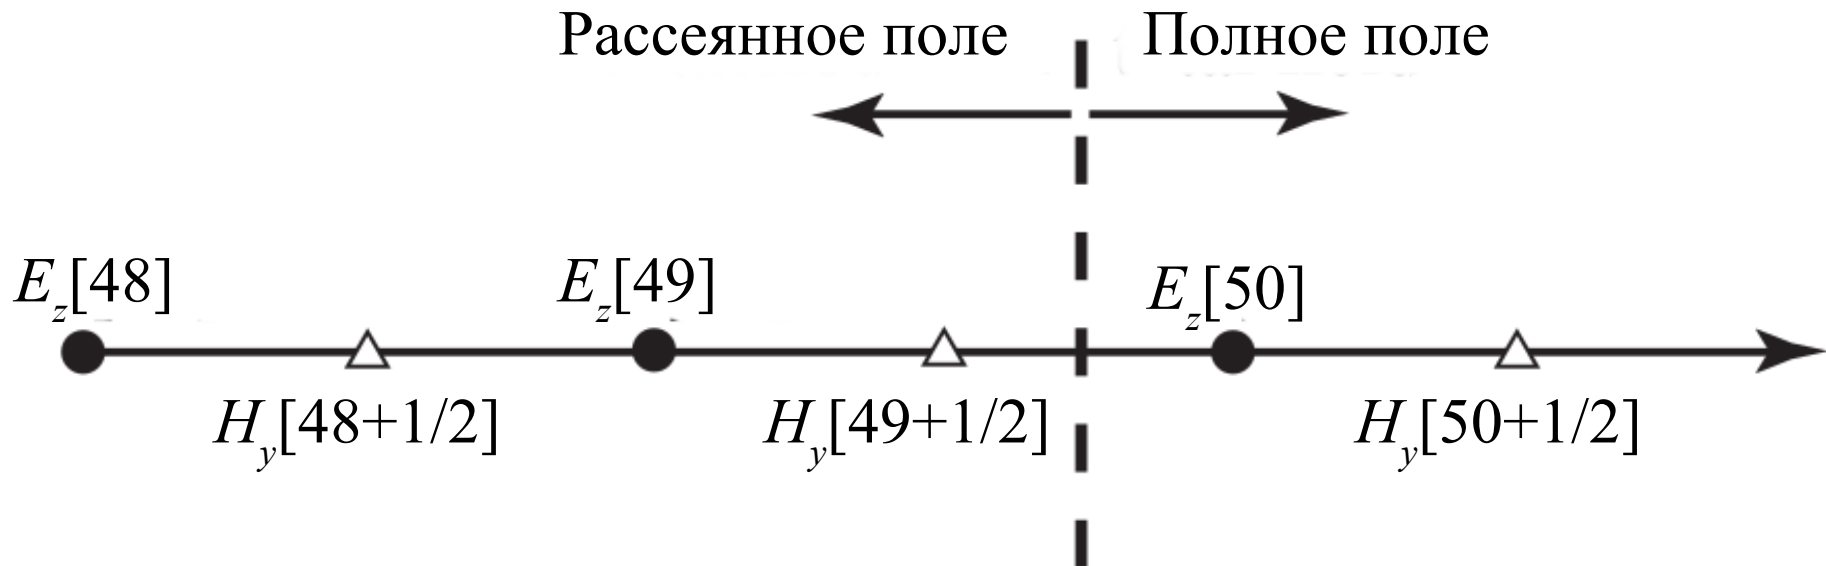 Рассеянное поле Полное поле
E_z[48] E_z[49] E_z[50]
H_y[48+1/2] H_y[49+1/2] H_y[50+1/2]